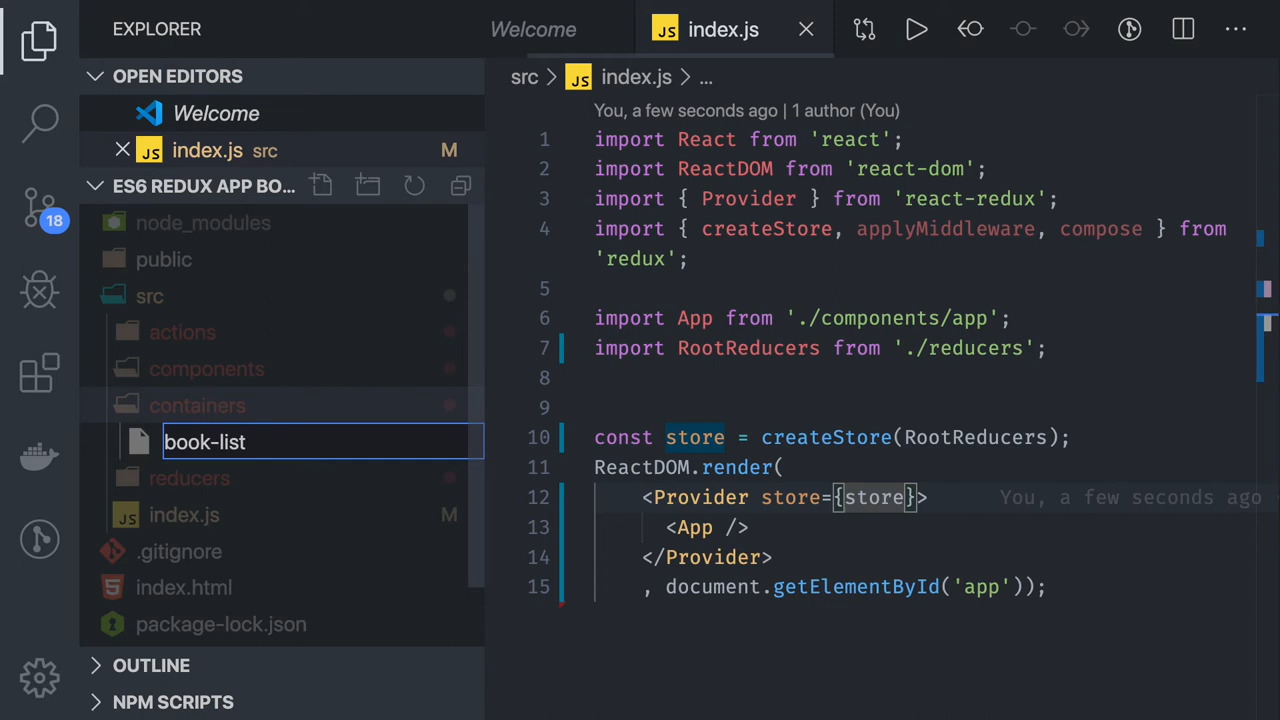 EXPLORER
OPEN EDITORS
Welcome
JS index.js src M
ES6 REDUX APP BO...
node_modules
public
src
actions
components
containers
book-list
reducers
JS index.js M
.gitignore
index.html
package-lock.json
OUTLINE
NPM SCRIPTS
18
Welcome
JS index.js
src > JS index.js > ...
You, a few seconds ago | 1 author (You)
1 import React from 'react';
2 import ReactDOM from 'react-dom';
3 import { Provider } from 'react-redux';
4 import { createStore, applyMiddleware, compose } from
'redux';
5
6 import App from './components/app';
7 import RootReducers from './reducers';
8
9
10 const store = createStore(RootReducers);
11 ReactDOM.render(
12 <Provider store={store}> You, a few seconds ago
13 <App />
14 </Provider>
15 , document.getElementById('app'));